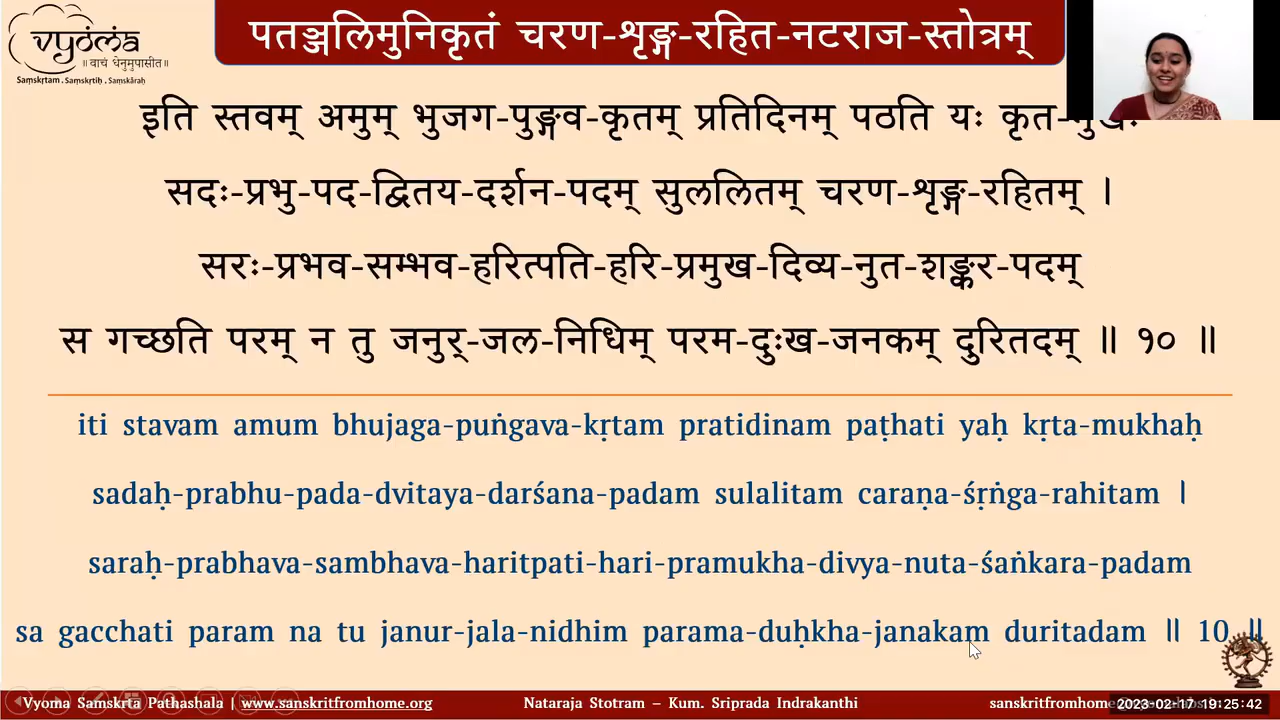 vyoma
॥ वाचं धेनुमुपासीत ॥
Saṃskṛtam . Saṃskṛtiḥ . Saṃskāraḥ
पतञ्जलिमुनिकृतं चरण-शृङ्ग-रहित-नटराज-स्तोत्रम्
इति स्तवम् अमुम् भुजग-पुङ्गव-कृतम् प्रतिदिनम् पठति यः कृत-मुखः
सदः-प्रभु-पद-द्वितय-दर्शन-पदम् सुललितम् चरण-शृङ्ग-रहितम् ।
सरः-प्रभव-सम्भव-हरित्पति-हरि-प्रमुख-दिव्य-नुत-शङ्कर-पदम्
स गच्छति परम् न तु जनुर्-जल-निधिम् परम-दुःख-जनकम् दुरितदम् ॥ १० ॥
iti stavam amum bhujaga-puṅgava-kṛtam pratidinam paṭhati yaḥ kṛta-mukhaḥ
sadaḥ-prabhu-pada-dvitaya-darśana-padam sulalitam caraṇa-śṛṅga-rahitam ।
saraḥ-prabhava-sambhava-haritpati-hari-pramukha-divya-nuta-śaṅkara-padam
sa gacchati param na tu janur-jala-nidhim parama-duḥkha-janakam duritadam ॥ 10 ॥
Vyoma Saṃskṛta Pathashala | www.sanskritfromhome.org
Nataraja Stotram – Kum. Sriprada Indrakanthi
2023-02-17 19:25:42